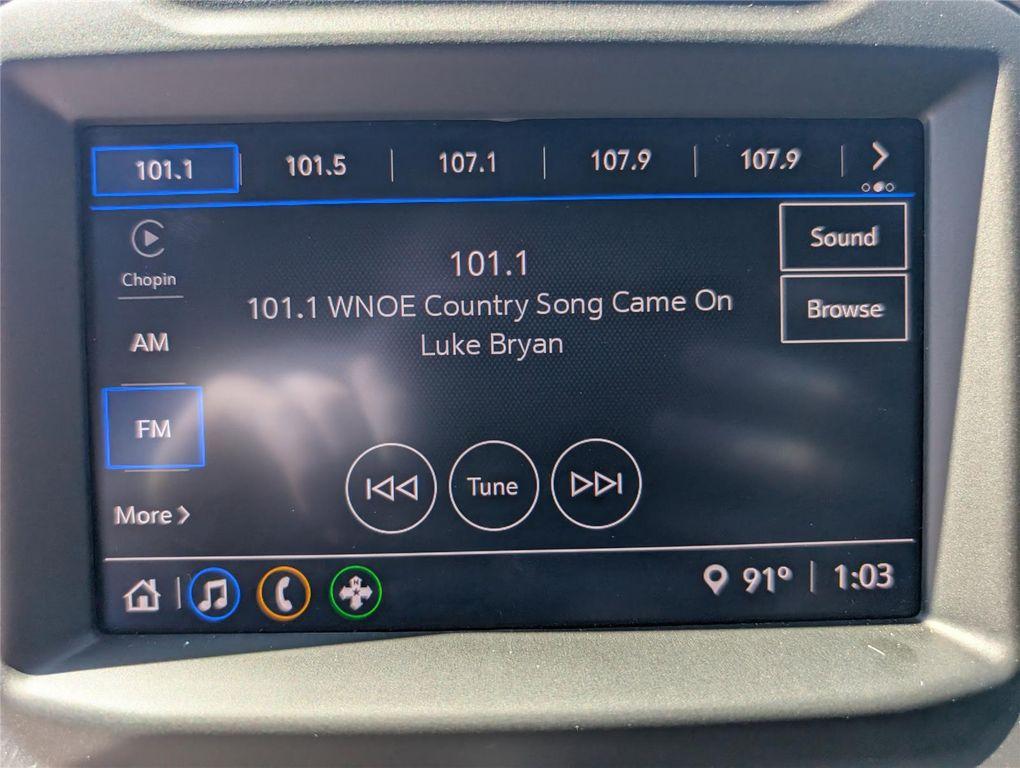 101.1 101.5 107.1 107.9 107.9
Chopin
AM
FM
More
101.1
101.1 WNOE Country Song Came On
Luke Bryan
Tune
Sound
Browse
91° 1:03